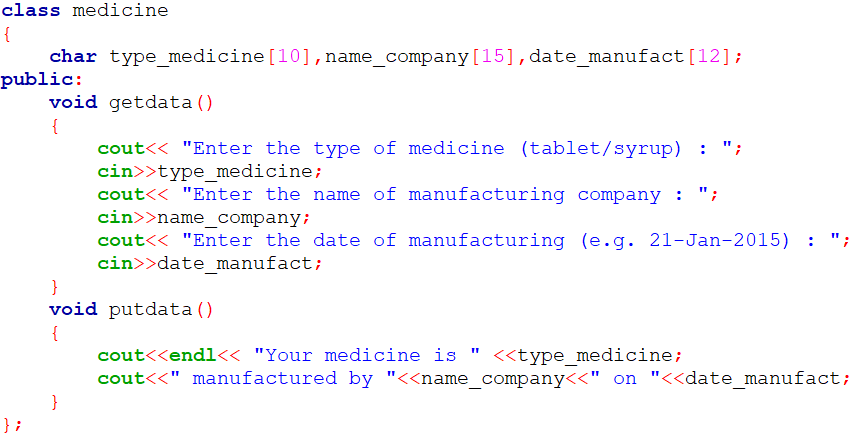 class medicine
{
    char type_medicine[10],name_company[15],date_manufact[12];
public:
    void getdata()
    {
        cout<< "Enter the type of medicine (tablet/syrup) : ";
        cin>>type_medicine;
        cout<< "Enter the name of manufacturing company : ";
        cin>>name_company;
        cout<< "Enter the date of manufacturing (e.g. 21-Jan-2015) : ";
        cin>>date_manufact;
    }
    void putdata()
    {
        cout<<endl<< "Your medicine is " <<type_medicine;
        cout<<" manufactured by "<<name_company<<" on "<<date_manufact;
    }
};